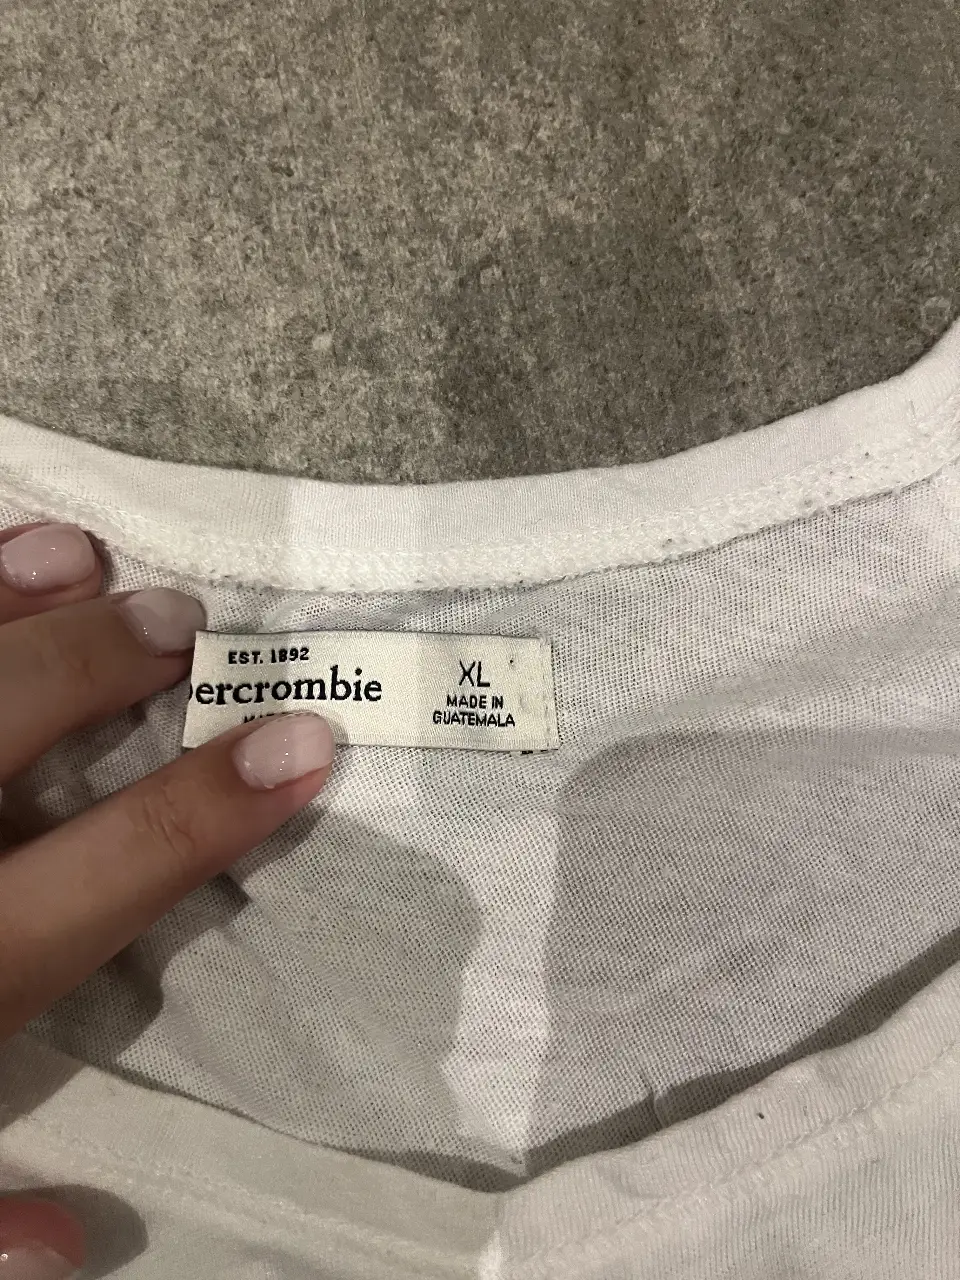 EST. 1892
ercrombie
XL
MADE IN
GUATEMALA